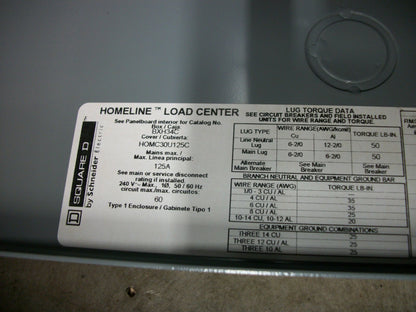 HOMELINE™ LOAD CENTER
See Panelboard interior for Catalog No.
Box / Caja
BXH34C
Cover / Cubierta:
HOMC30U125C
Mains max. /
Max. Linea principal:
125A
See main or service disconnect
rating if installed.
240 V~ Max., 1Ø, 50 / 60 Hz
circuit max./max. circuitos:
60
Type 1 Enclosure / Gabinete Tipo 1
SQUARE D
by Schneider Electric
LUG TORQUE DATA
SEE CIRCUIT BREAKERS AND FIELD INSTALLED
UNITS FOR WIRE RANGE AND TORQUE.
LUG TYPE WIRE RANGE (AWG/kcmil) TORQUE LB-IN.
Cu Al
Line Neutral Lug 6-2/0 12-2/0 50
Main Lug 6-2/0 6-2/0 50
Alternate Main Breaker See Main Breaker See Main Breaker
BRANCH NEUTRAL AND EQUIPMENT GROUND BAR
WIRE RANGE (AWG) TORQUE LB-IN.
3 CU / AL 35
4 CU / AL 35
6 CU / AL 35
8 CU / AL 25
10-14 CU, 10-12 AL 20
EQUIPMENT GROUND COMBINATIONS
THREE 14 CU 25
THREE 12 CU / AL 25
THREE 10 AL 25